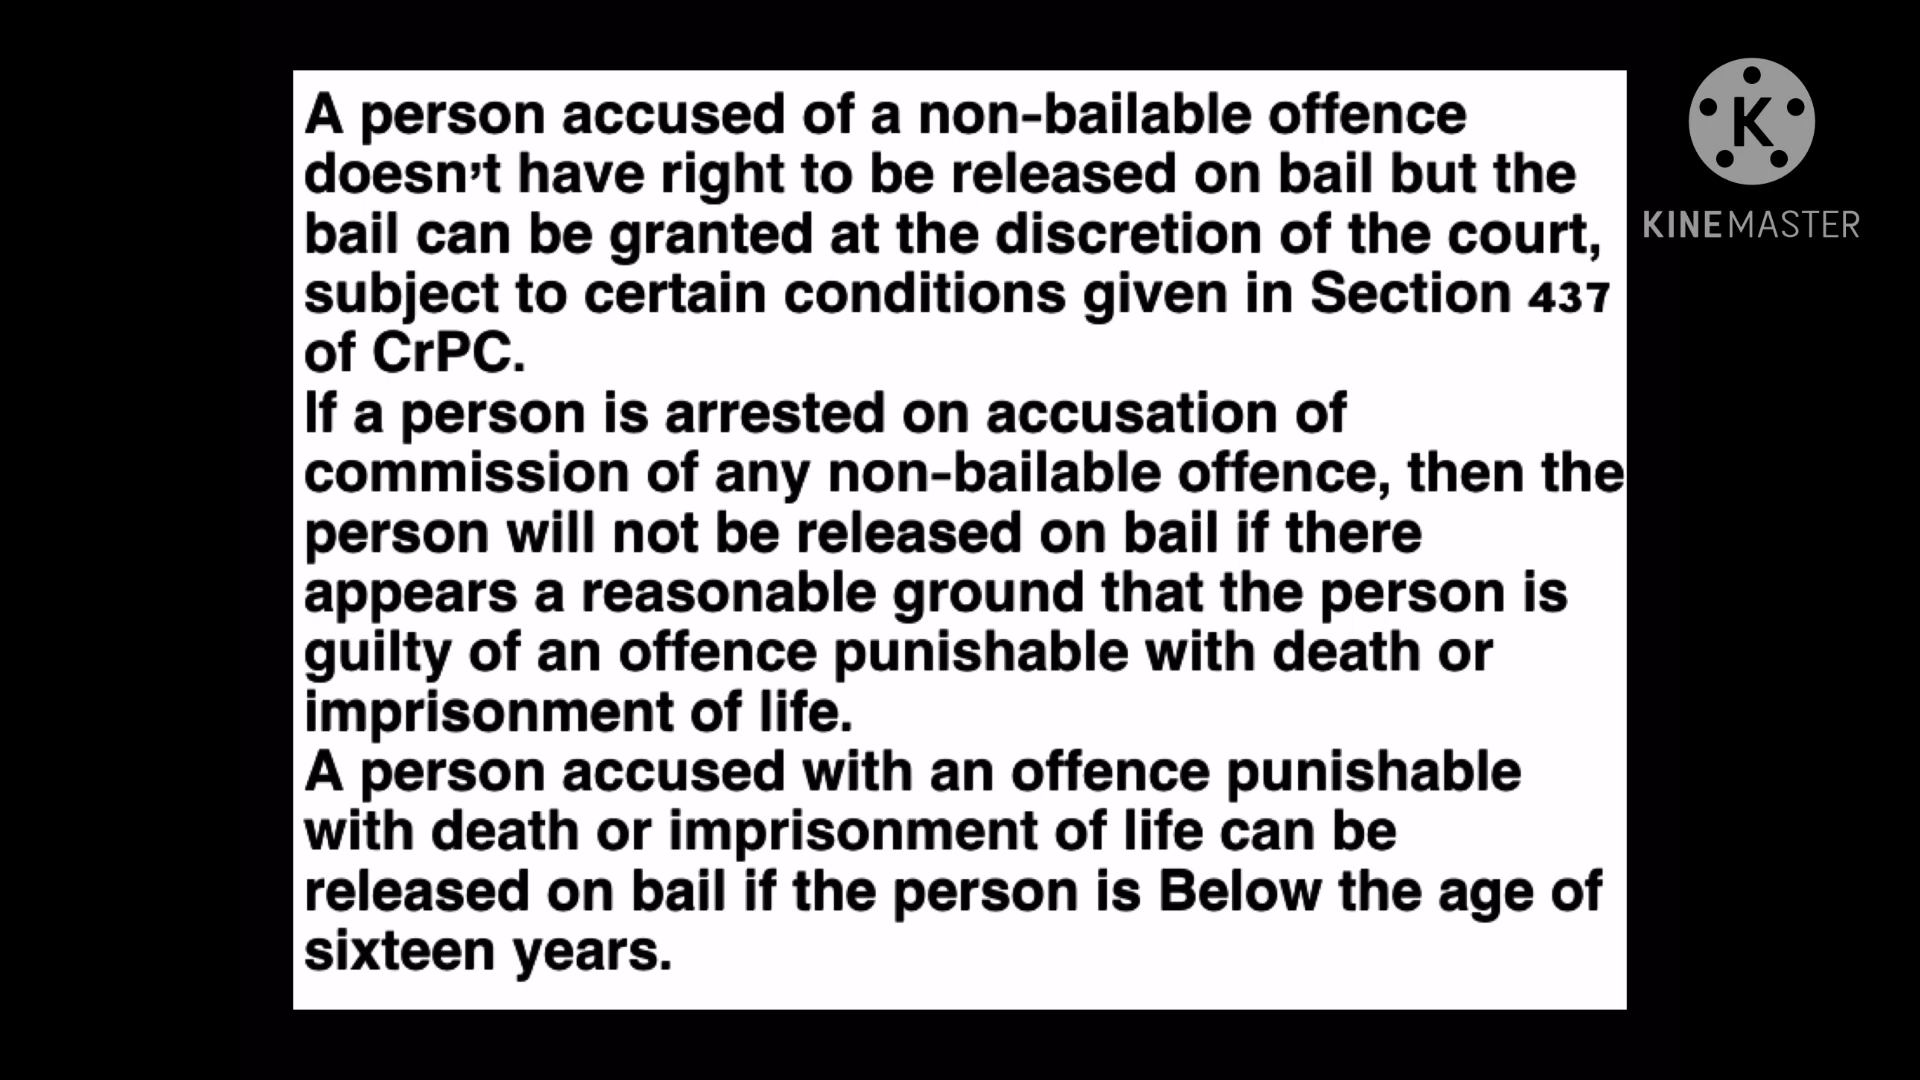 A person accused of a non-bailable offence
doesn't have right to be released on bail but the
bail can be granted at the discretion of the court,
subject to certain conditions given in Section 437
of CrPC.
If a person is arrested on accusation of
commission of any non-bailable offence, then the
person will not be released on bail if there
appears a reasonable ground that the person is
guilty of an offence punishable with death or
imprisonment of life.
A person accused with an offence punishable
with death or imprisonment of life can be
released on bail if the person is Below the age of
sixteen years.
K
KINEMASTER